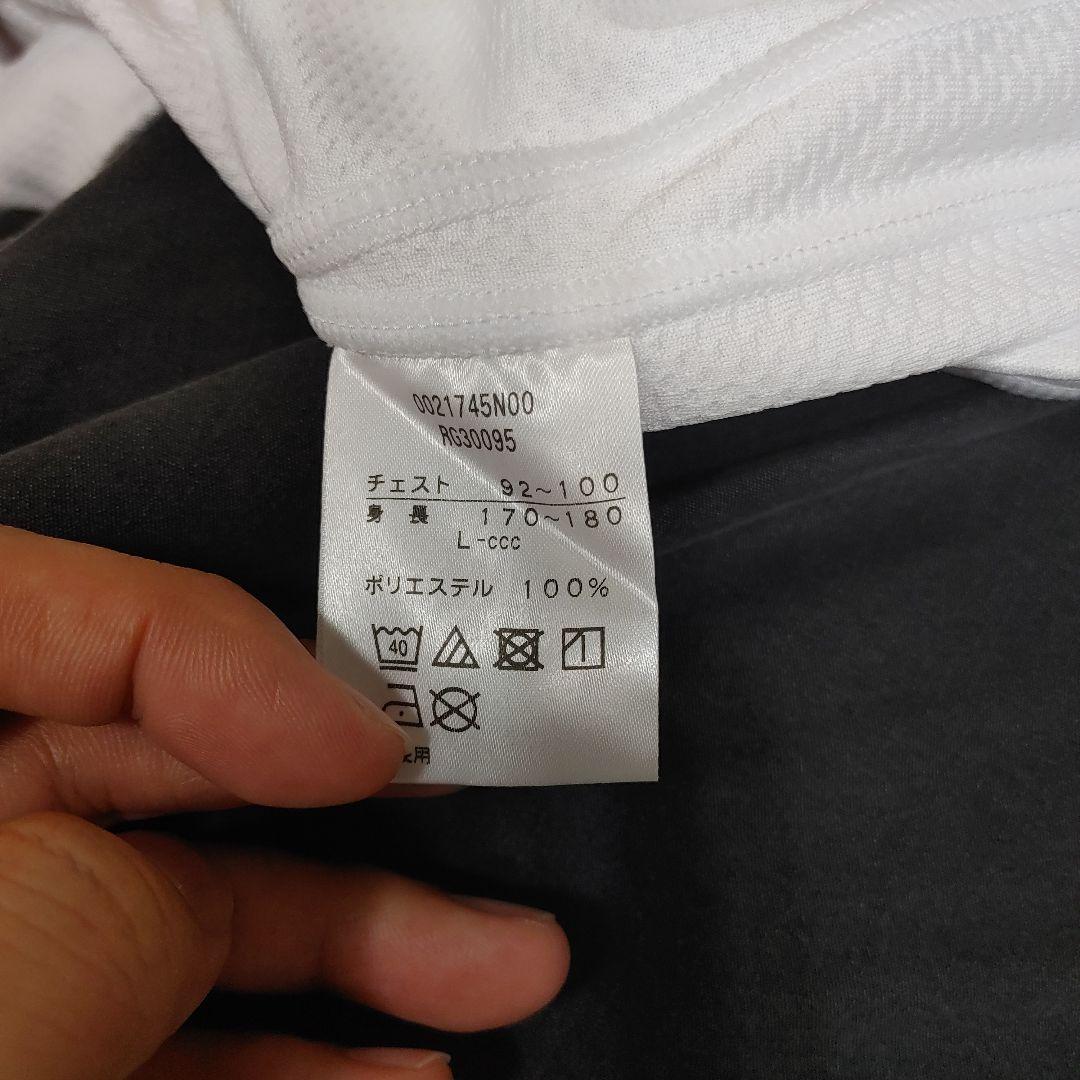 0021745N00
RG30095
チェスト 92~100
身長 170~180
L-ccc
ポリエステル 100%
40
用